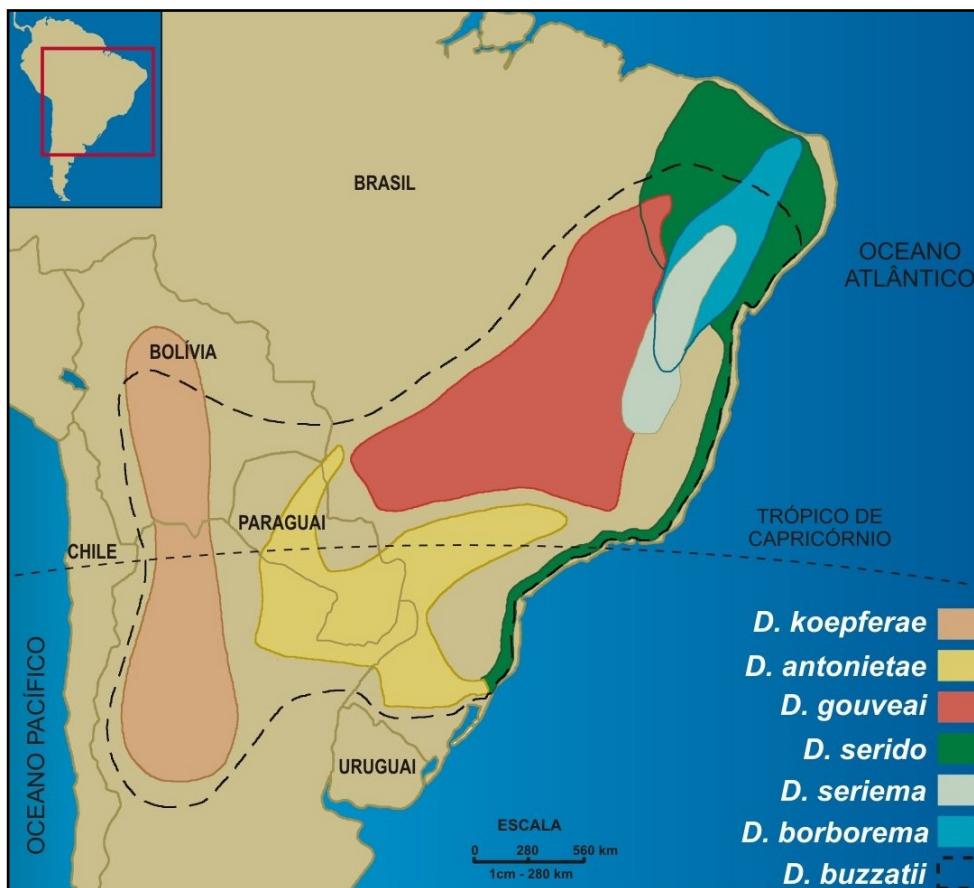 BRASIL
OCEANO
ATLÂNTICO
BOLÍVIA
PARAGUAI
TRÓPICO DE
CAPRICÓRNIO
CHILE
OCEANO PACÍFICO
URUGUAI
ESCALA
0 280 560 km
1cm - 280 km
D. koepferae
D. antonietae
D. gouveai
D. serido
D. seriema
D. borborema
D. buzzatii